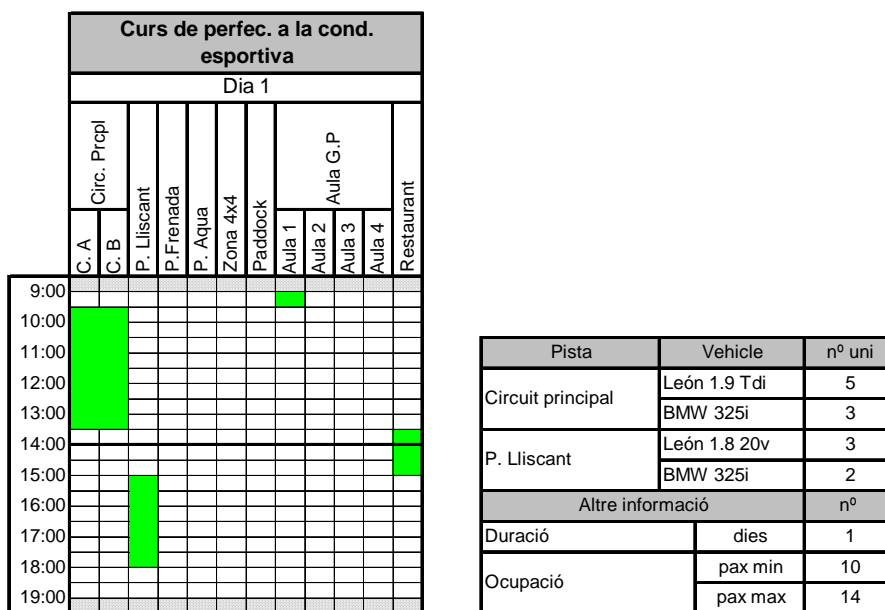 Curs de perfec. a la cond.
esportiva
Dia 1
Circ. Prcpl
Aula G.P
C. A
C. B
P. Lliscant
P.Frenada
P. Aqua
Zona 4x4
Paddock
Aula 1
Aula 2
Aula 3
Aula 4
Restaurant
9:00
10:00
11:00
12:00
13:00
14:00
15:00
16:00
17:00
18:00
19:00
Pista Vehicle nº uni
Circuit principal León 1.9 Tdi 5
BMW 325i 3
P. Lliscant León 1.8 20v 3
BMW 325i 2
Altre informació nº
Duració dies 1
Ocupació pax min 10
pax max 14